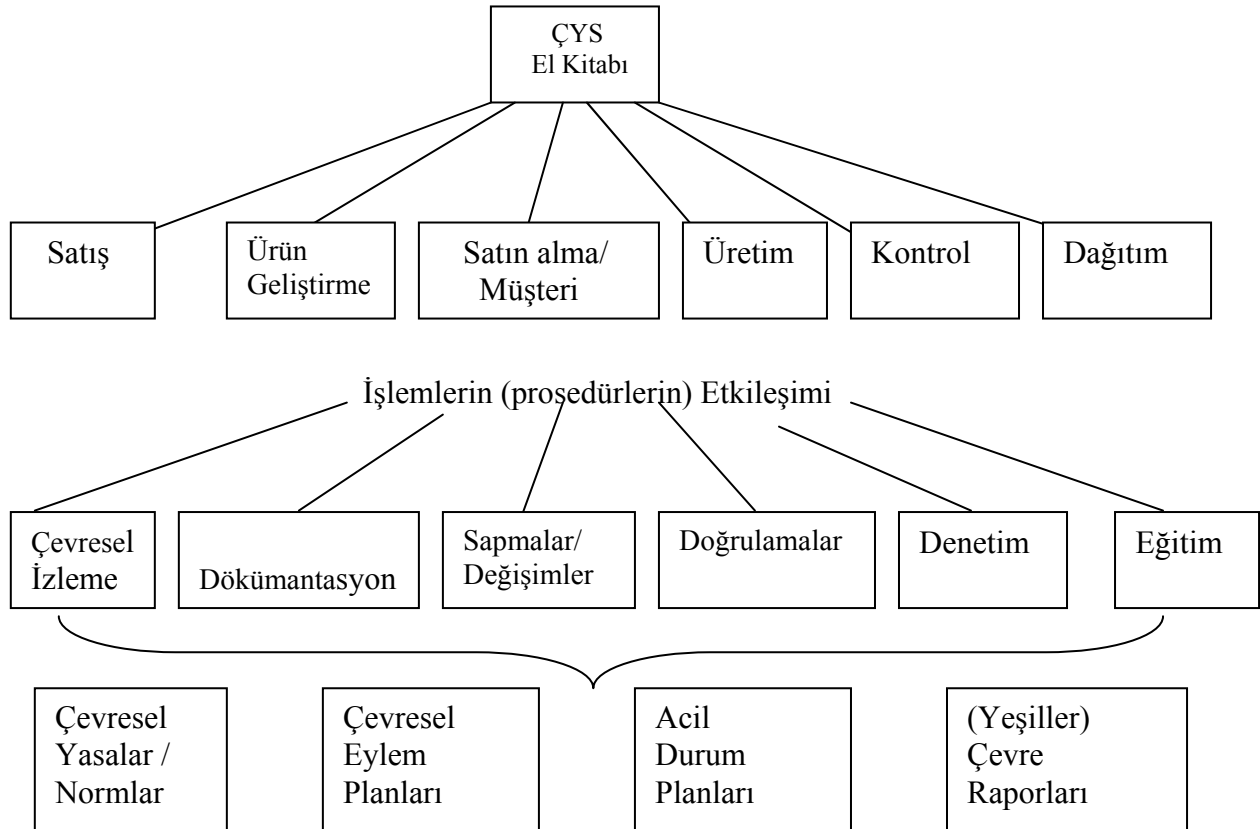 ÇYS
El Kitabı
Satış
Ürün
Geliştirme
Satın alma/
Müşteri
Üretim
Kontrol
Dağıtım
İşlemlerin (prosedürlerin) Etkileşimi
Çevresel
İzleme
Dökümantasyon
Sapmalar/
Değişimler
Doğrulamalar
Denetim
Eğitim
Çevresel
Yasalar /
Normlar
Çevresel
Eylem
Planları
Acil
Durum
Planları
(Yeşiller)
Çevre
Raporları